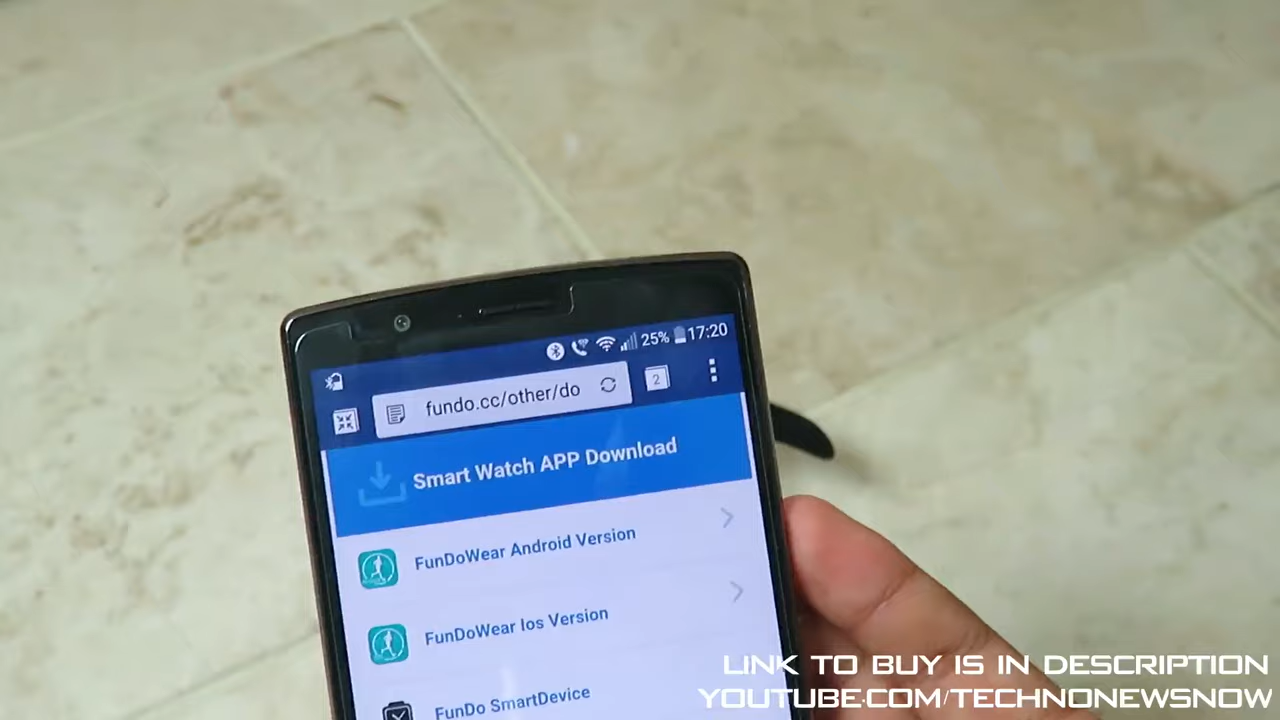 25% 17:20
fundo.cc/other/do
2
Smart Watch APP Download
FunDoWear Android Version
FunDoWear Ios Version
FunDo SmartDevice
LINK TO BUY IS IN DESCRIPTION
YOUTUBE.COM/TECHNONEWSNOW